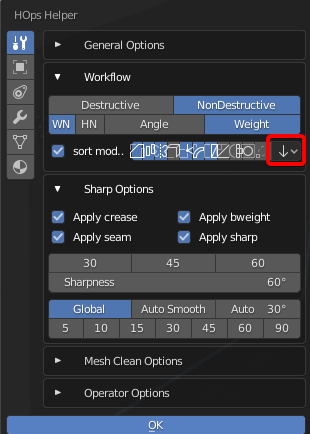 HOps Helper
General Options
Workflow
Destructive NonDestructive
WN HN Angle Weight
sort mod..
Sharp Options
Apply crease Apply bweight
Apply seam Apply sharp
30 45 60
Sharpness 60°
Global Auto Smooth Auto 30°
5 10 15 30 45 60 90
Mesh Clean Options
Operator Options
OK